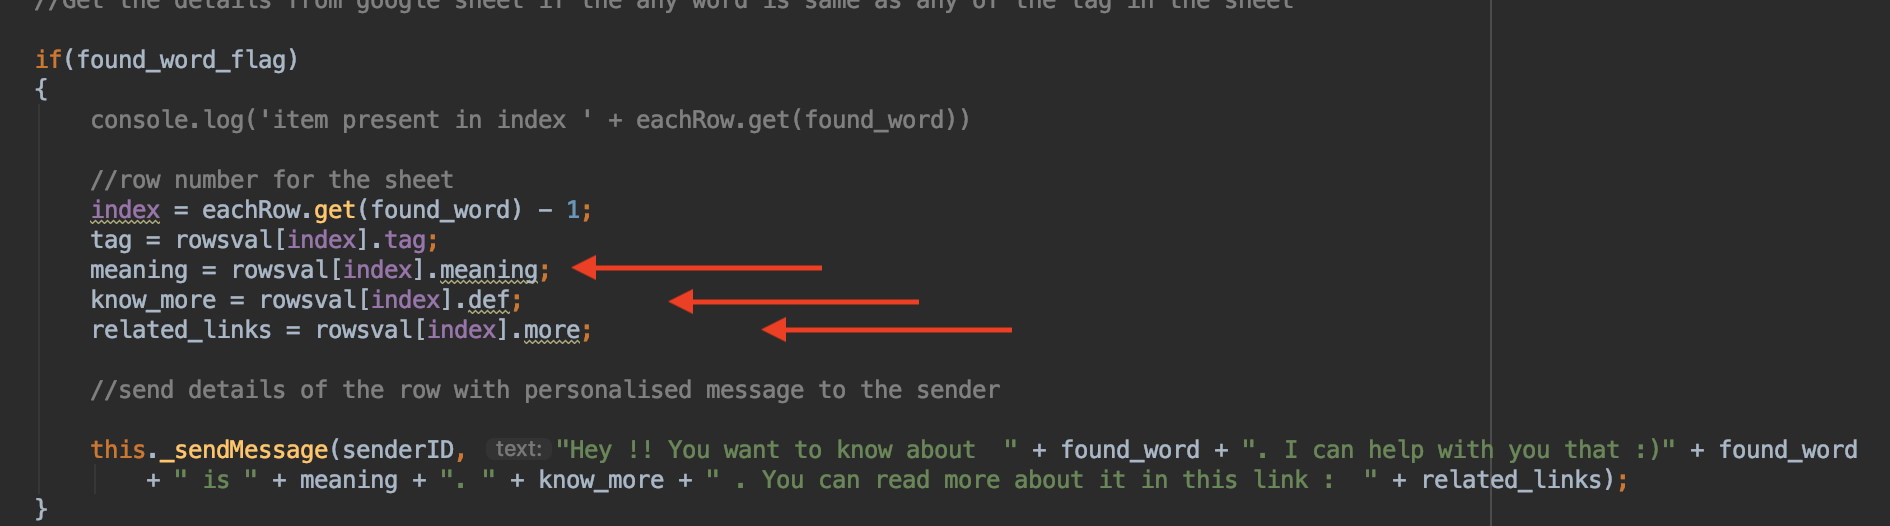 //Get the details from google sheet if the any word is same as any of the tag in the sheet
if(found_word_flag)
{
console.log('item present in index ' + eachRow.get(found_word))
//row number for the sheet
index = eachRow.get(found_word) - 1;
tag = rowsval[index].tag;
meaning = rowsval[index].meaning;
know_more = rowsval[index].def;
related_links = rowsval[index].more;
//send details of the row with personalised message to the sender
this._sendMessage(senderID, text: "Hey !! You want to know about  " + found_word + ". I can help with you that :)" + found_word
+ " is " + meaning + ". " + know_more + " . You can read more about it in this link :  " + related_links);
}